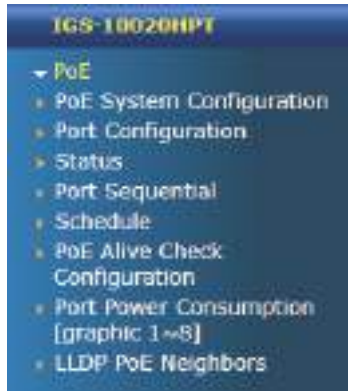 IGS-10020HPT
PoE
PoE System Configuration
Port Configuration
Status
Port Sequential
Schedule
PoE Alive Check
Configuration
Port Power Consumption
[graphic 1~8]
LLDP PoE Neighbors